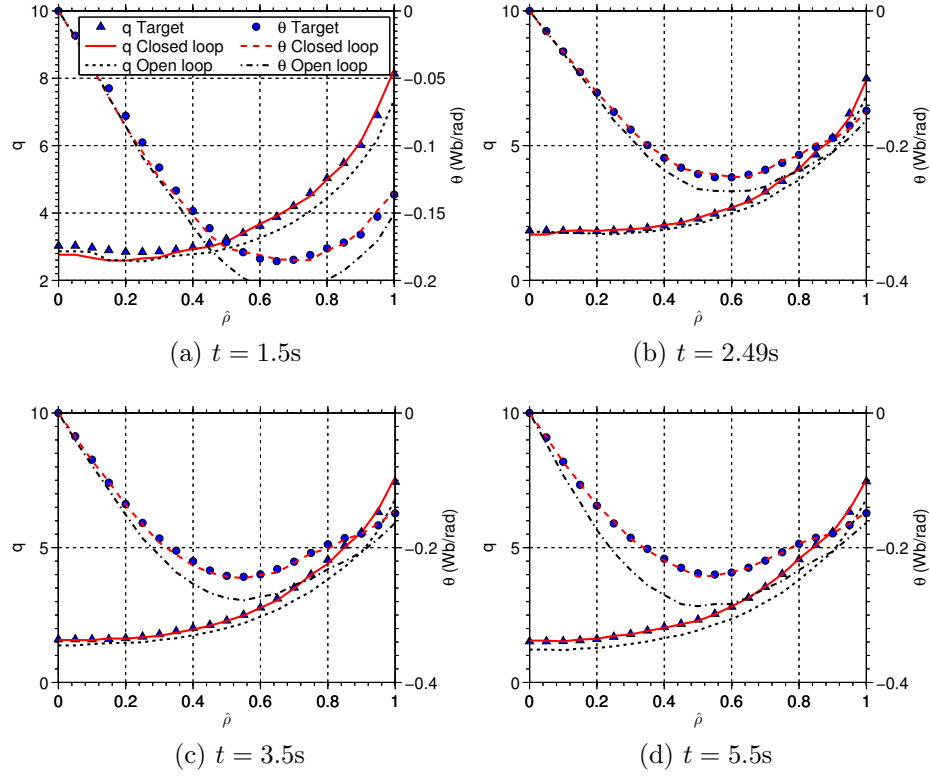 q Target
θ Target
q Closed loop
θ Closed loop
q Open loop
θ Open loop
10
8
6
4
2
q
0
−0.05
−0.1
−0.15
−0.2
θ (Wb/rad)
0 0.2 0.4 0.6 0.8 1
ρ̂
(a) t = 1.5s
10
5
0
q
0
−0.2
−0.4
θ (Wb/rad)
0 0.2 0.4 0.6 0.8 1
ρ̂
(b) t = 2.49s
10
5
0
q
0
−0.2
−0.4
θ (Wb/rad)
0 0.2 0.4 0.6 0.8 1
ρ̂
(c) t = 3.5s
10
5
0
q
0
−0.2
−0.4
θ (Wb/rad)
0 0.2 0.4 0.6 0.8 1
ρ̂
(d) t = 5.5s